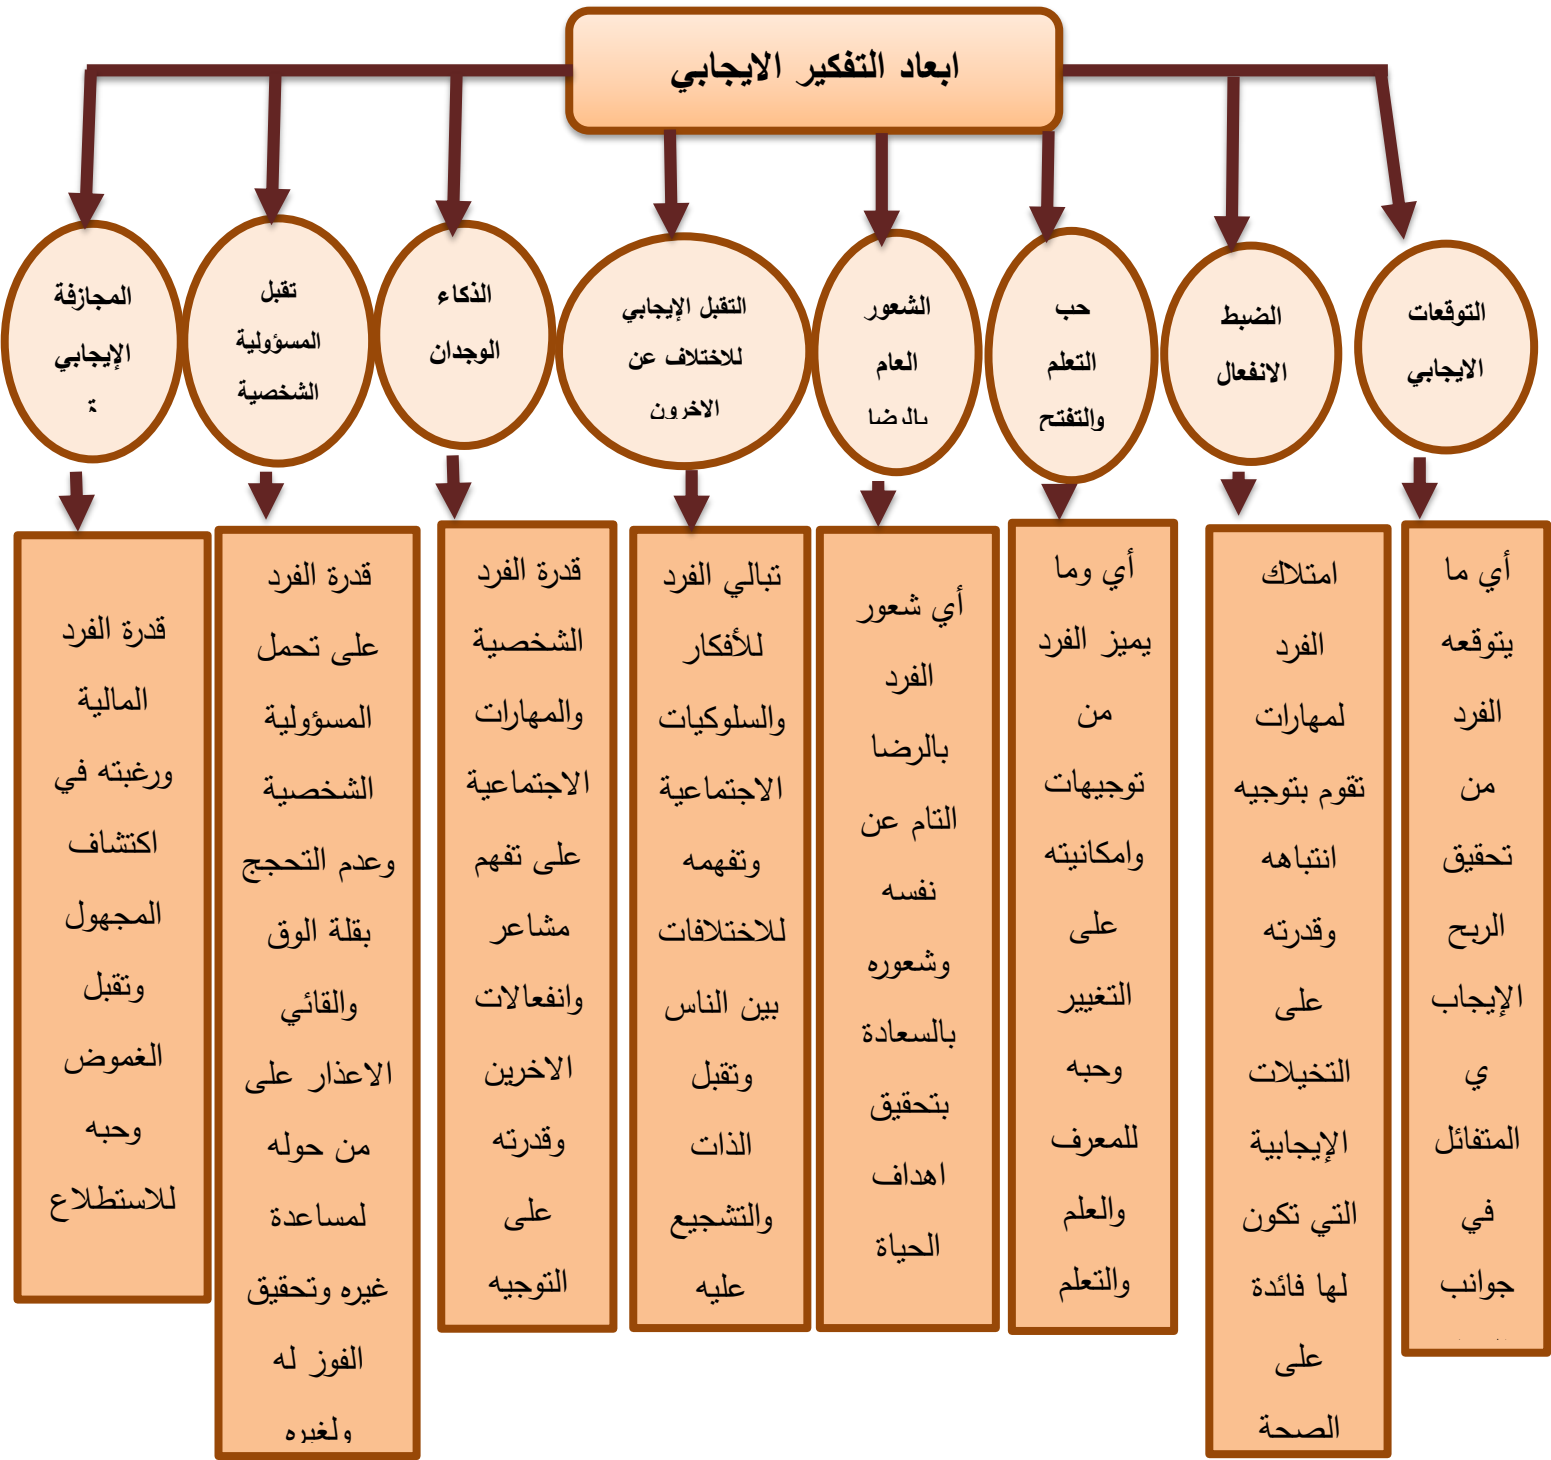 ابعاد التفكير الايجابي
التوقعات
الايجابي
الضبط
الانفعال
حب
التعلم
والتفتح
الشعور
العام
بالرضا
التقبل الإيجابي
للاختلاف عن
الاخرون
الذكاء
الوجدان
تقبل
المسؤولية
الشخصية
المجازفة
الإيجابي
ة
أي ما
يتوقعه
الفرد
من
تحقيق
الربح
الإيجاب
ي
المتفائل
في
جوانب
امتلاك
الفرد
لمهارات
تقوم بتوجيه
انتباهه
وقدرته
على
التخيلات
الإيجابية
التي تكون
لها فائدة
على
الصحة
أي وما
يميز الفرد
من
توجيهات
وامكانيته
على
التغيير
وحبه
للمعرف
والعلم
والتعلم
أي شعور
الفرد
بالرضا
التام عن
نفسه
وشعوره
بالسعادة
بتحقيق
اهداف
الحياة
تبالي الفرد
للأفكار
والسلوكيات
الاجتماعية
وتفهمه
للاختلافات
بين الناس
وتقبل
الذات
والتشجيع
عليه
قدرة الفرد
الشخصية
والمهارات
الاجتماعية
على تفهم
مشاعر
وانفعالات
الاخرين
وقدرته
على
التوجيه
قدرة الفرد
على تحمل
المسؤولية
الشخصية
وعدم التحجج
بقلة الوق
والقائي
الاعذار على
من حوله
لمساعدة
غيره وتحقيق
الفوز له
ولغيره
قدرة الفرد
المالية
ورغبته في
اكتشاف
المجهول
وتقبل
الغموض
وحبه
للاستطلاع